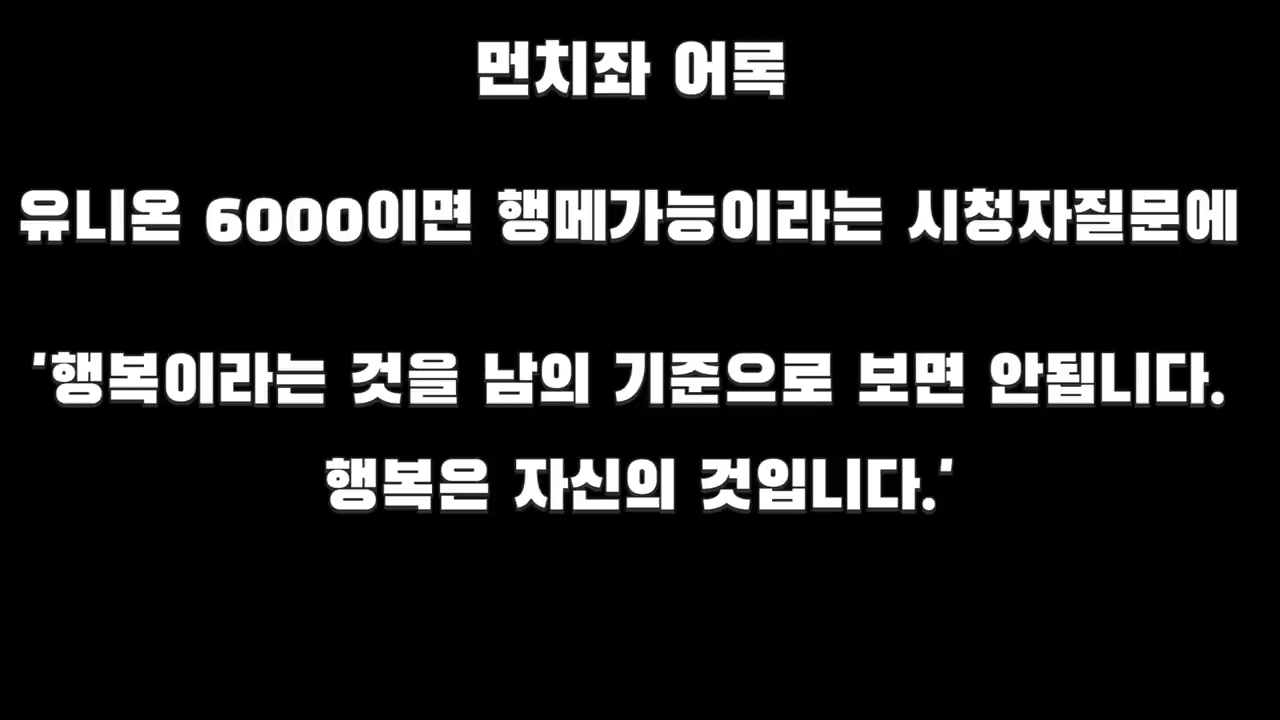 먼치좌 어록
유니온 6000이면 행메가능이라는 시청자질문에
'행복이라는 것을 남의 기준으로 보면 안됩니다.
행복은 자신의 것입니다.'